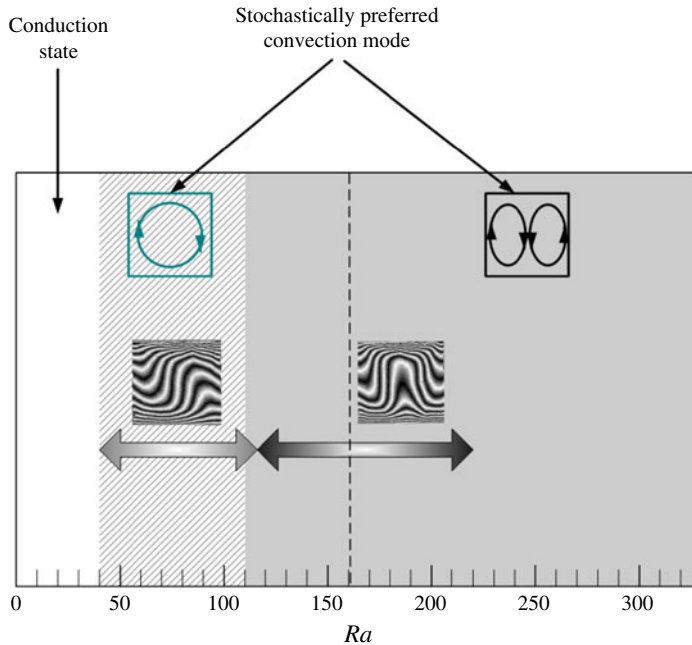 Conduction
state
Stochastically preferred
convection mode
0 50 100 150 200 250 300
Ra